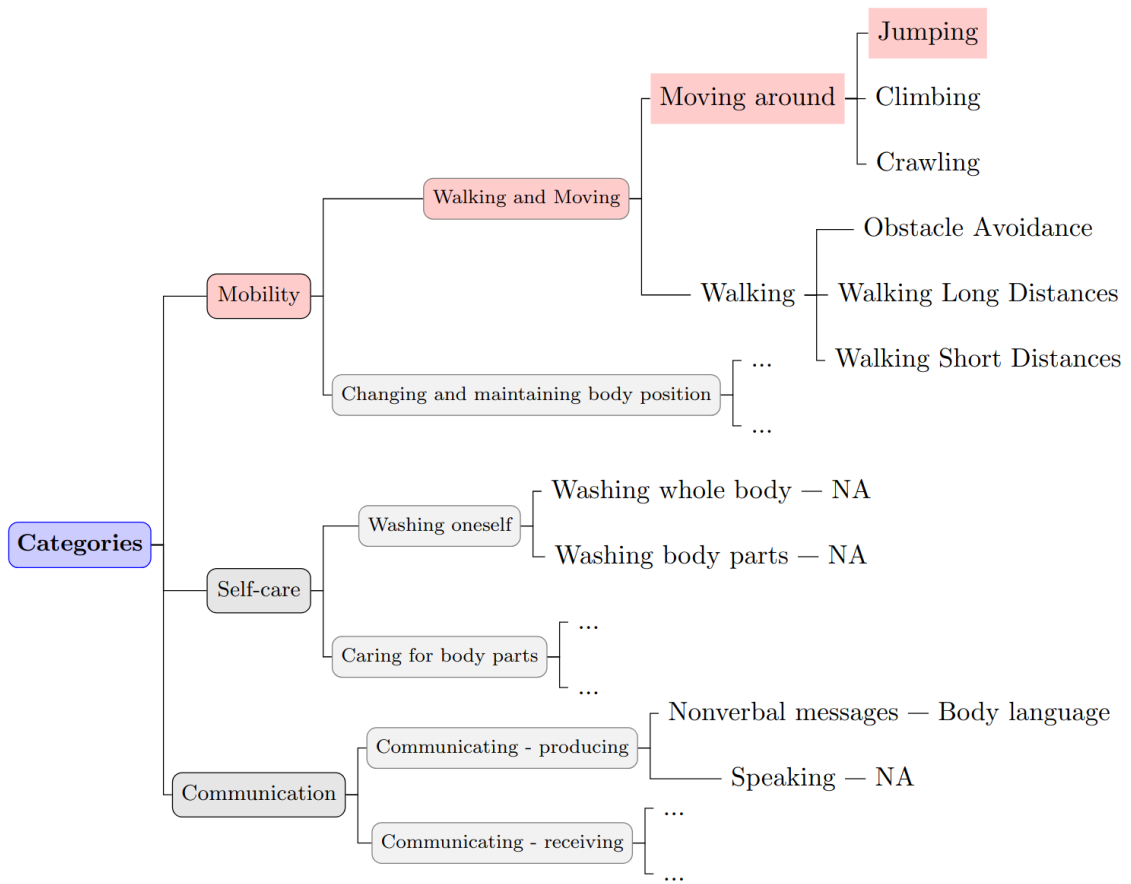 Jumping
Moving around
Climbing
Crawling
Walking and Moving
Obstacle Avoidance
Mobility
Walking
Walking Long Distances
Walking Short Distances
...
Changing and maintaining body position
...
Washing whole body — NA
Washing oneself
Categories
Washing body parts — NA
Self-care
...
Caring for body parts
...
Nonverbal messages — Body language
Communicating - producing
Speaking — NA
Communication
...
Communicating - receiving
...